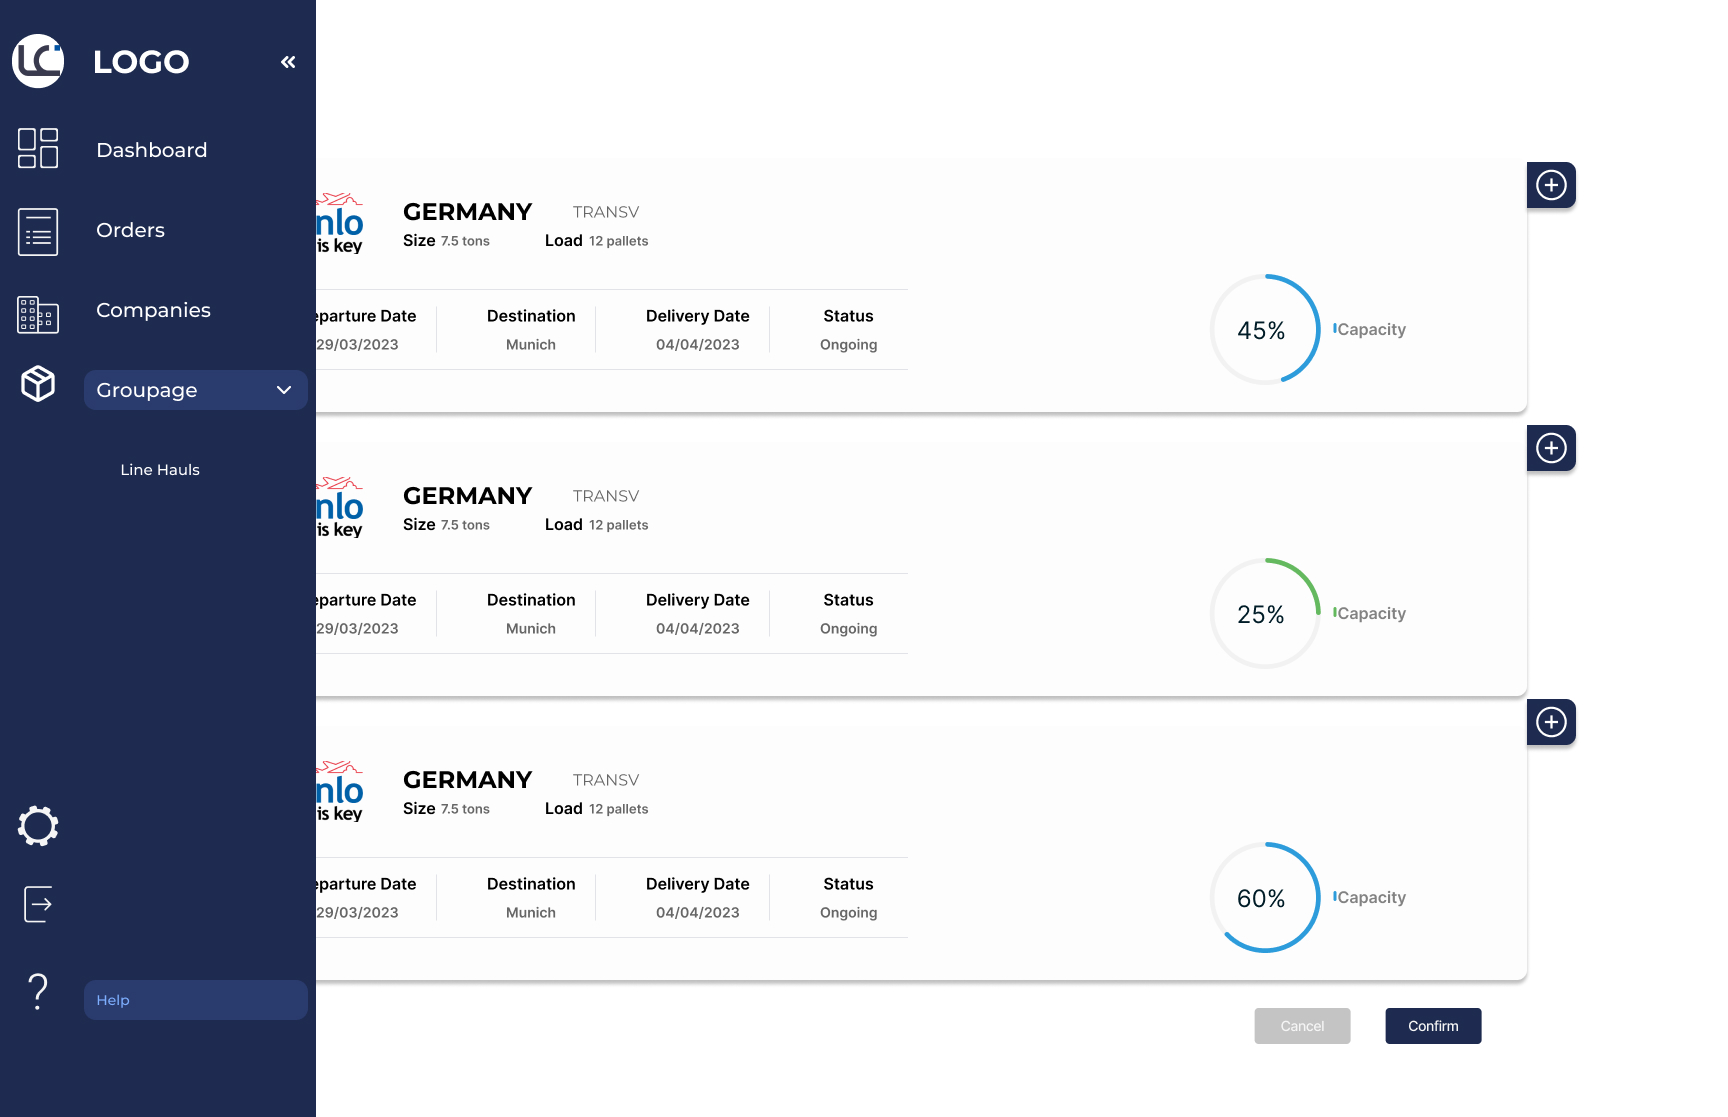 LC LOGO «
Dashboard
Orders
Companies
Groupage
Line Hauls
Help
nlo
is key
GERMANY TRANSV
Size 7.5 tons Load 12 pallets
eparture Date Destination Delivery Date Status
29/03/2023 Munich 04/04/2023 Ongoing
45% Capacity
nlo
is key
GERMANY TRANSV
Size 7.5 tons Load 12 pallets
eparture Date Destination Delivery Date Status
29/03/2023 Munich 04/04/2023 Ongoing
25% Capacity
nlo
is key
GERMANY TRANSV
Size 7.5 tons Load 12 pallets
eparture Date Destination Delivery Date Status
29/03/2023 Munich 04/04/2023 Ongoing
60% Capacity
Cancel Confirm